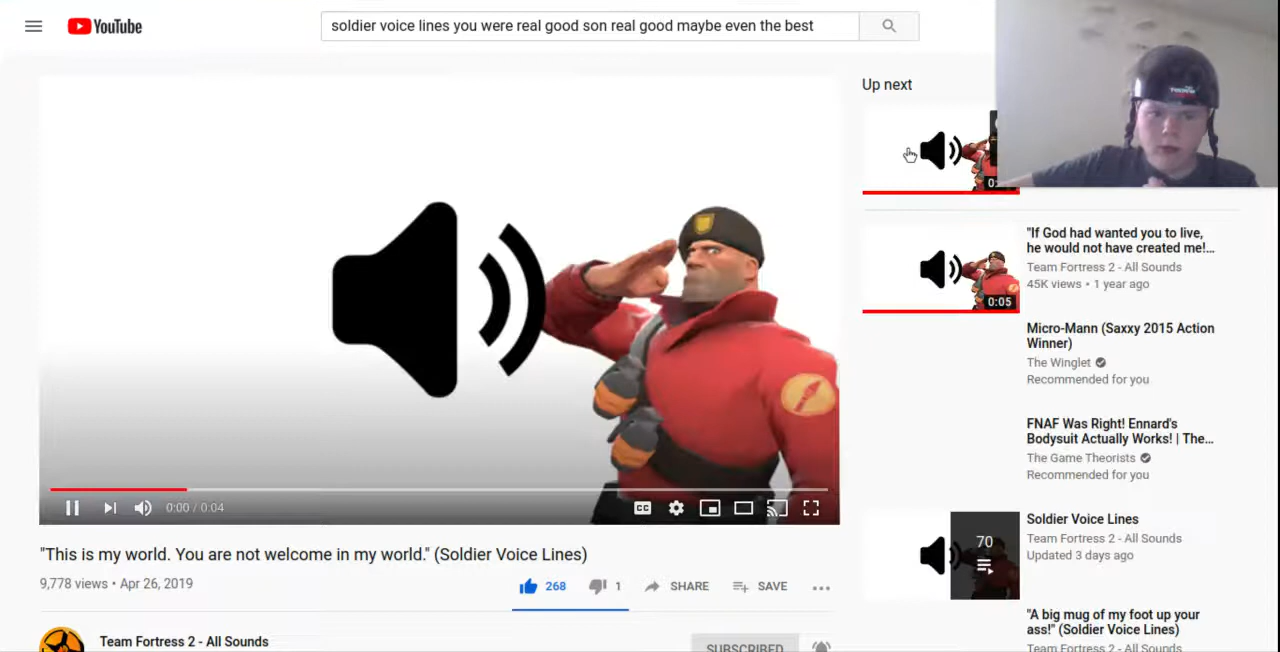 YouTube
soldier voice lines you were real good son real good maybe even the best
Up next
"If God had wanted you to live,
he would not have created me!...
Team Fortress 2 - All Sounds
45K views • 1 year ago
0:05
Micro-Mann (Saxxy 2015 Action
Winner)
The Winglet
Recommended for you
FNAF Was Right! Ennard's
Bodysuit Actually Works! | The...
The Game Theorists
Recommended for you
CC
0:00 / 0:04
Soldier Voice Lines
Team Fortress 2 - All Sounds
Updated 3 days ago
70
"This is my world. You are not welcome in my world." (Soldier Voice Lines)
9,778 views • Apr 26, 2019
268
1
SHARE
SAVE
"A big mug of my foot up your
ass!" (Soldier Voice Lines)
Team Fortress 2 - All Sounds
Team Fortress 2 - All Sounds
SUBSCRIBED